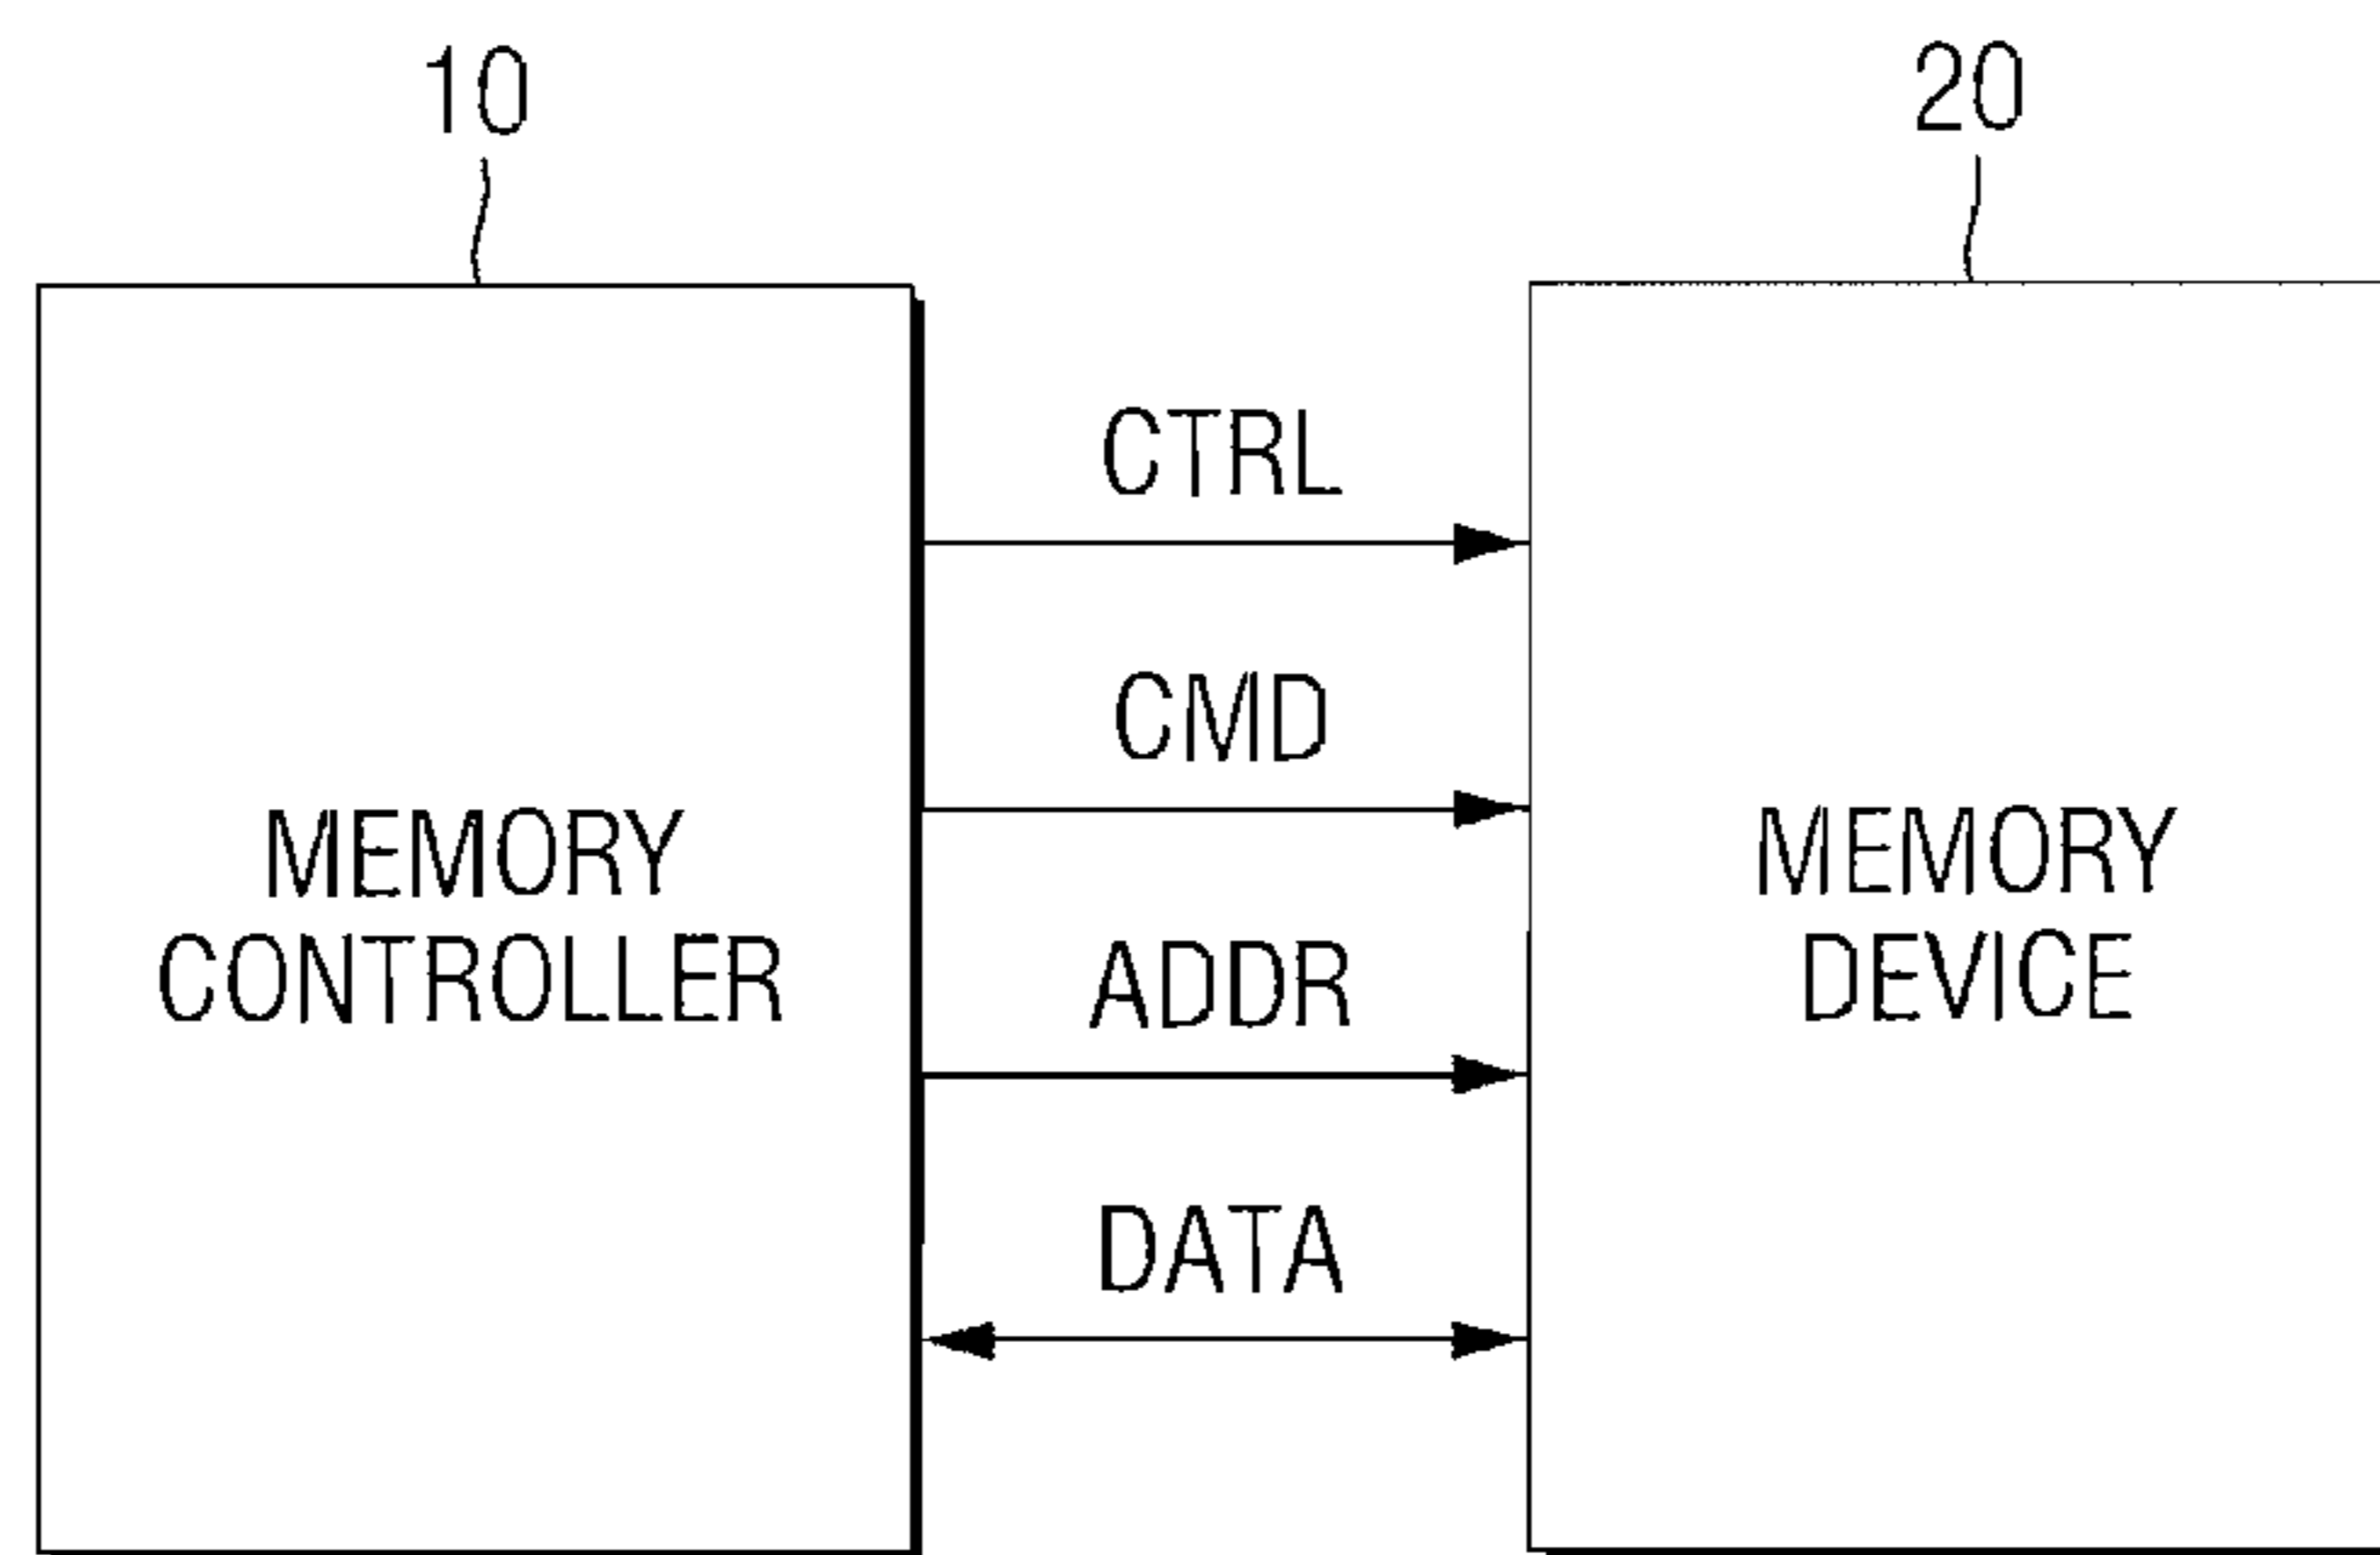 10
20
CTRL
CMD
MEMORY
CONTROLLER
ADDR
MEMORY
DEVICE
DATA